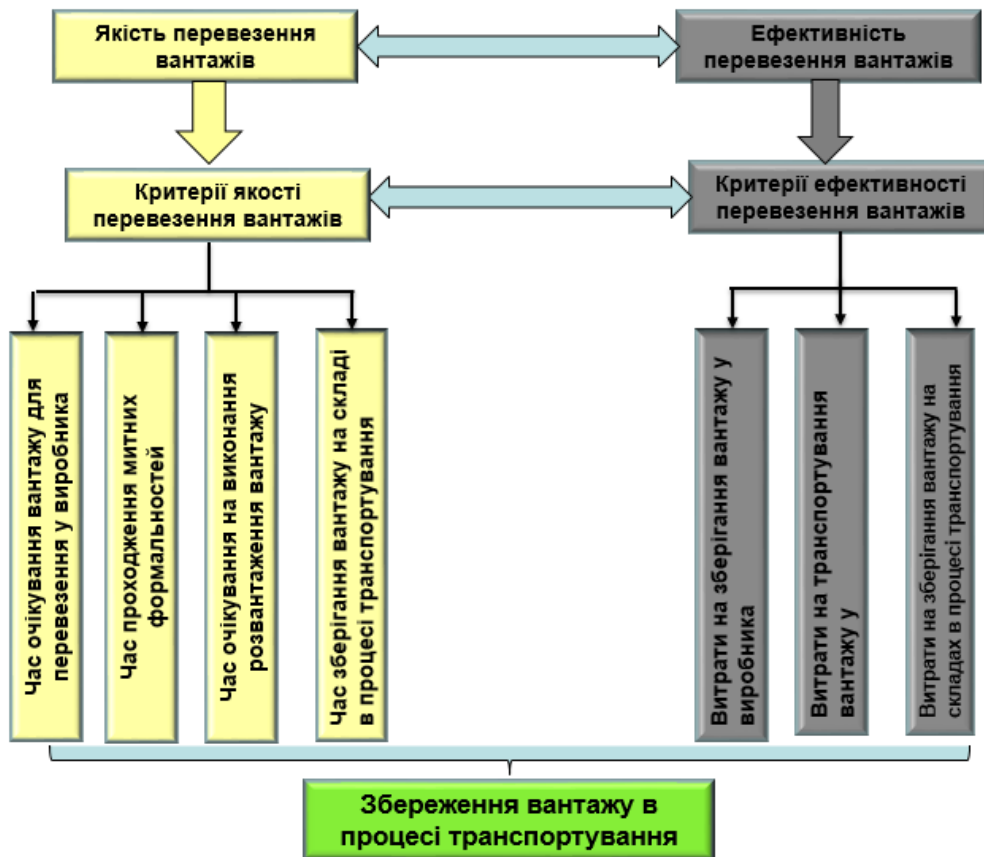 Якість перевезення
вантажів
Ефективність
перевезення вантажів
Критерії якості
перевезення вантажів
Критерії ефективності
перевезення вантажів
Час очікування вантажу для
перевезення у виробника
Час проходження митних
формальностей
Час очікування на виконання
розвантаження вантажу
Час зберігання вантажу на складі
в процесі транспортування
Витрати на зберігання вантажу у
виробника
Витрати на транспортування
вантажу у
Витрати на зберігання вантажу на
складах в процесі транспортування
Збереження вантажу в
процесі транспортування